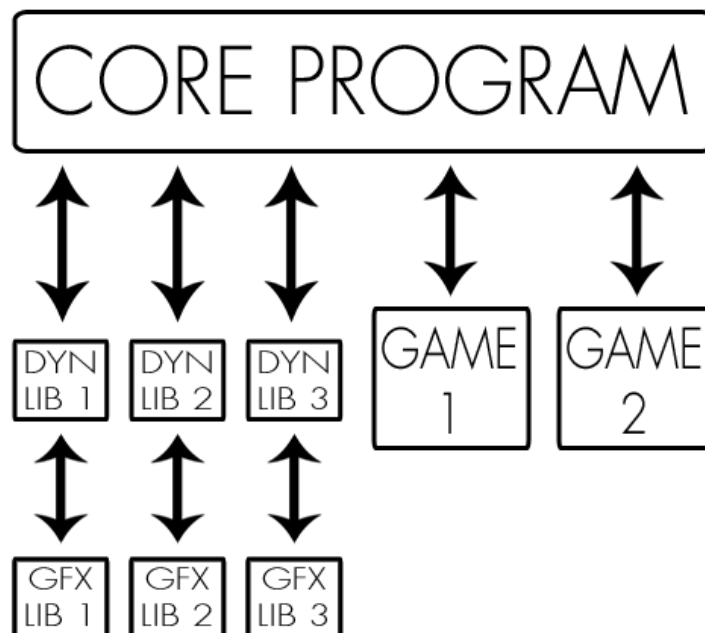 CORE PROGRAM
DYN
LIB 1
DYN
LIB 2
DYN
LIB 3
GAME
1
GAME
2
GFX
LIB 1
GFX
LIB 2
GFX
LIB 3